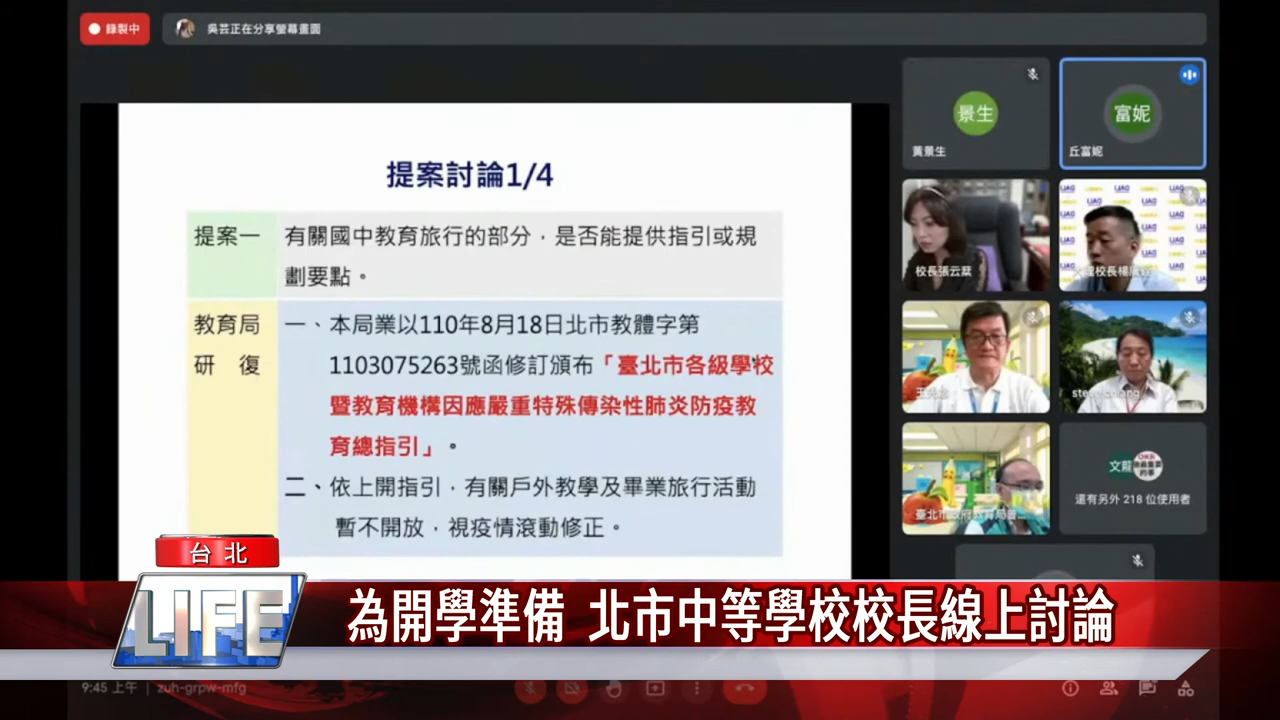 錄製中
吳芸正在分享螢幕畫面
景生
黃景生
富妮
丘富妮
提案討論1/4
提案一
有關國中教育旅行的部分，是否能提供指引或規
劃要點。
教育局
研 復
一、本局業以110年8月18日北市教體字第
1103075263號函修訂頒布「臺北市各級學校
暨教育機構因應嚴重特殊傳染性肺炎防疫教
育總指引」。
二、依上開指引，有關戶外教學及畢業旅行活動
暫不開放，視疫情滾動修正。
校長張云棻
UAG
文龍
還有另外 218 位使用者
台北
LIFE
為開學準備 北市中等學校校長線上討論
9:45 上午 | zuh-grpw-mfg